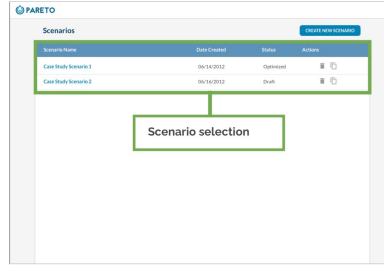 PARETO
Scenarios
CREATE NEW SCENARIO
Scenario Name Date Created Status Actions
Case Study Scenario 1 06/14/2012 Optimized
Case Study Scenario 2 06/16/2012 Draft
Scenario selection